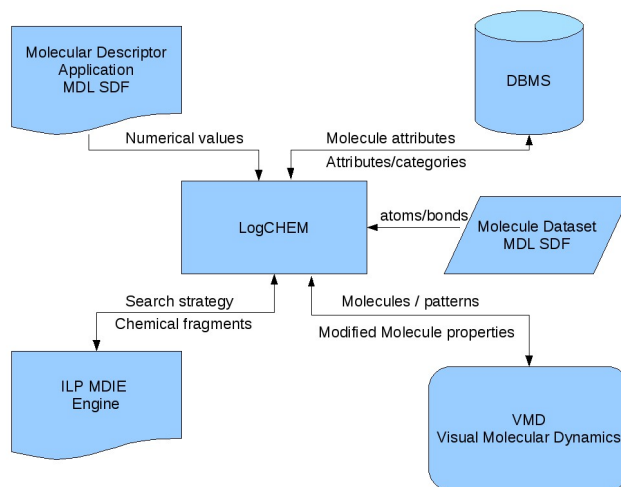 Molecular Descriptor
Application
MDL SDF
DBMS
Numerical values
Molecule attributes
Attributes/categories
LogCHEM
atoms/bonds
Molecule Dataset
MDL SDF
Search strategy
Chemical fragments
Molecules / patterns
Modified Molecule properties
ILP MDIE
Engine
VMD
Visual Molecular Dynamics